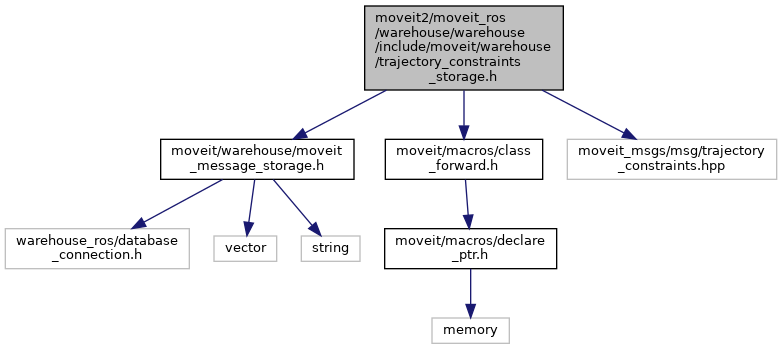 moveit2/moveit_ros
/warehouse/warehouse
/include/moveit/warehouse
/trajectory_constraints
_storage.h
moveit/warehouse/moveit
_message_storage.h
moveit/macros/class
_forward.h
moveit_msgs/msg/trajectory
_constraints.hpp
warehouse_ros/database
_connection.h
vector
string
moveit/macros/declare
_ptr.h
memory